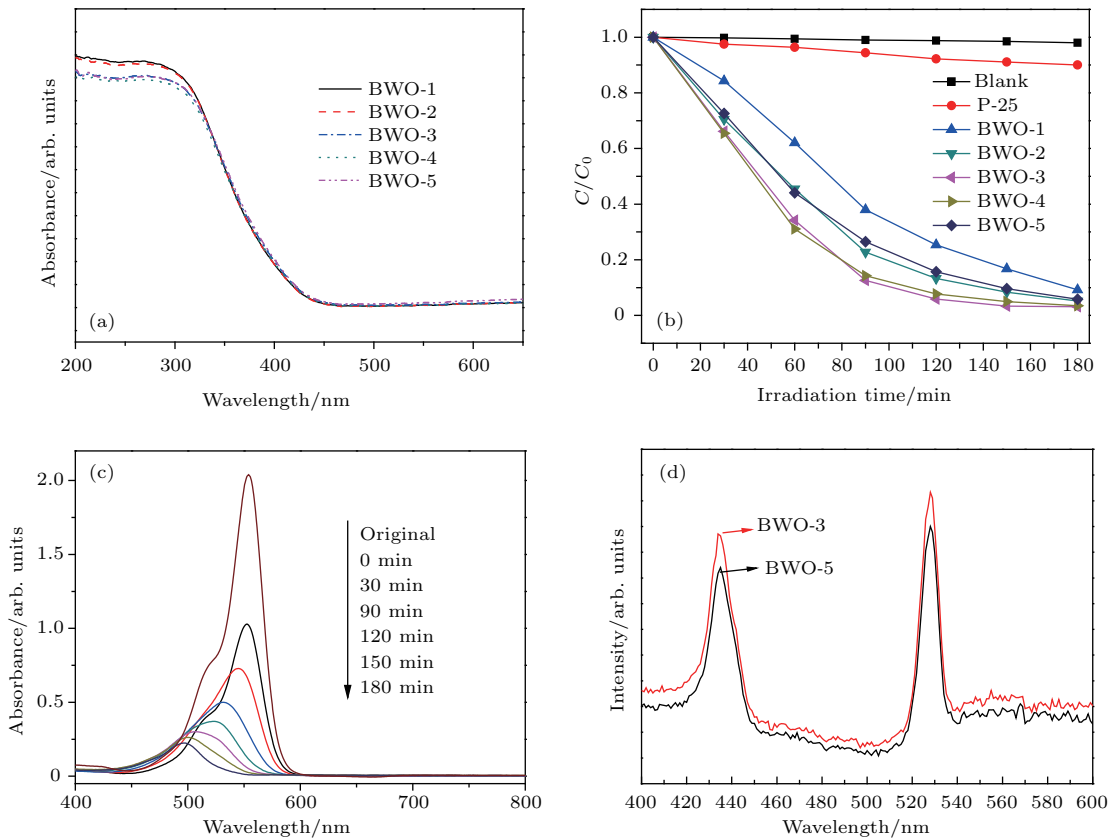 BWO-1
BWO-2
BWO-3
BWO-4
BWO-5
Absorbance/arb. units
(a)
200 300 400 500 600
Wavelength/nm
1.0
0.8
0.6
0.4
0.2
0
C/C0
Blank
P-25
BWO-1
BWO-2
BWO-3
BWO-4
BWO-5
(b)
0 20 40 60 80 100 120 140 160 180
Irradiation time/min
(c)
2.0
1.5
1.0
0.5
0
Absorbance/arb. units
Original
0 min
30 min
90 min
120 min
150 min
180 min
400 500 600 700 800
Wavelength/nm
(d)
BWO-3
BWO-5
Intensity/arb. units
400 420 440 460 480 500 520 540 560 580 600
Wavelength/nm